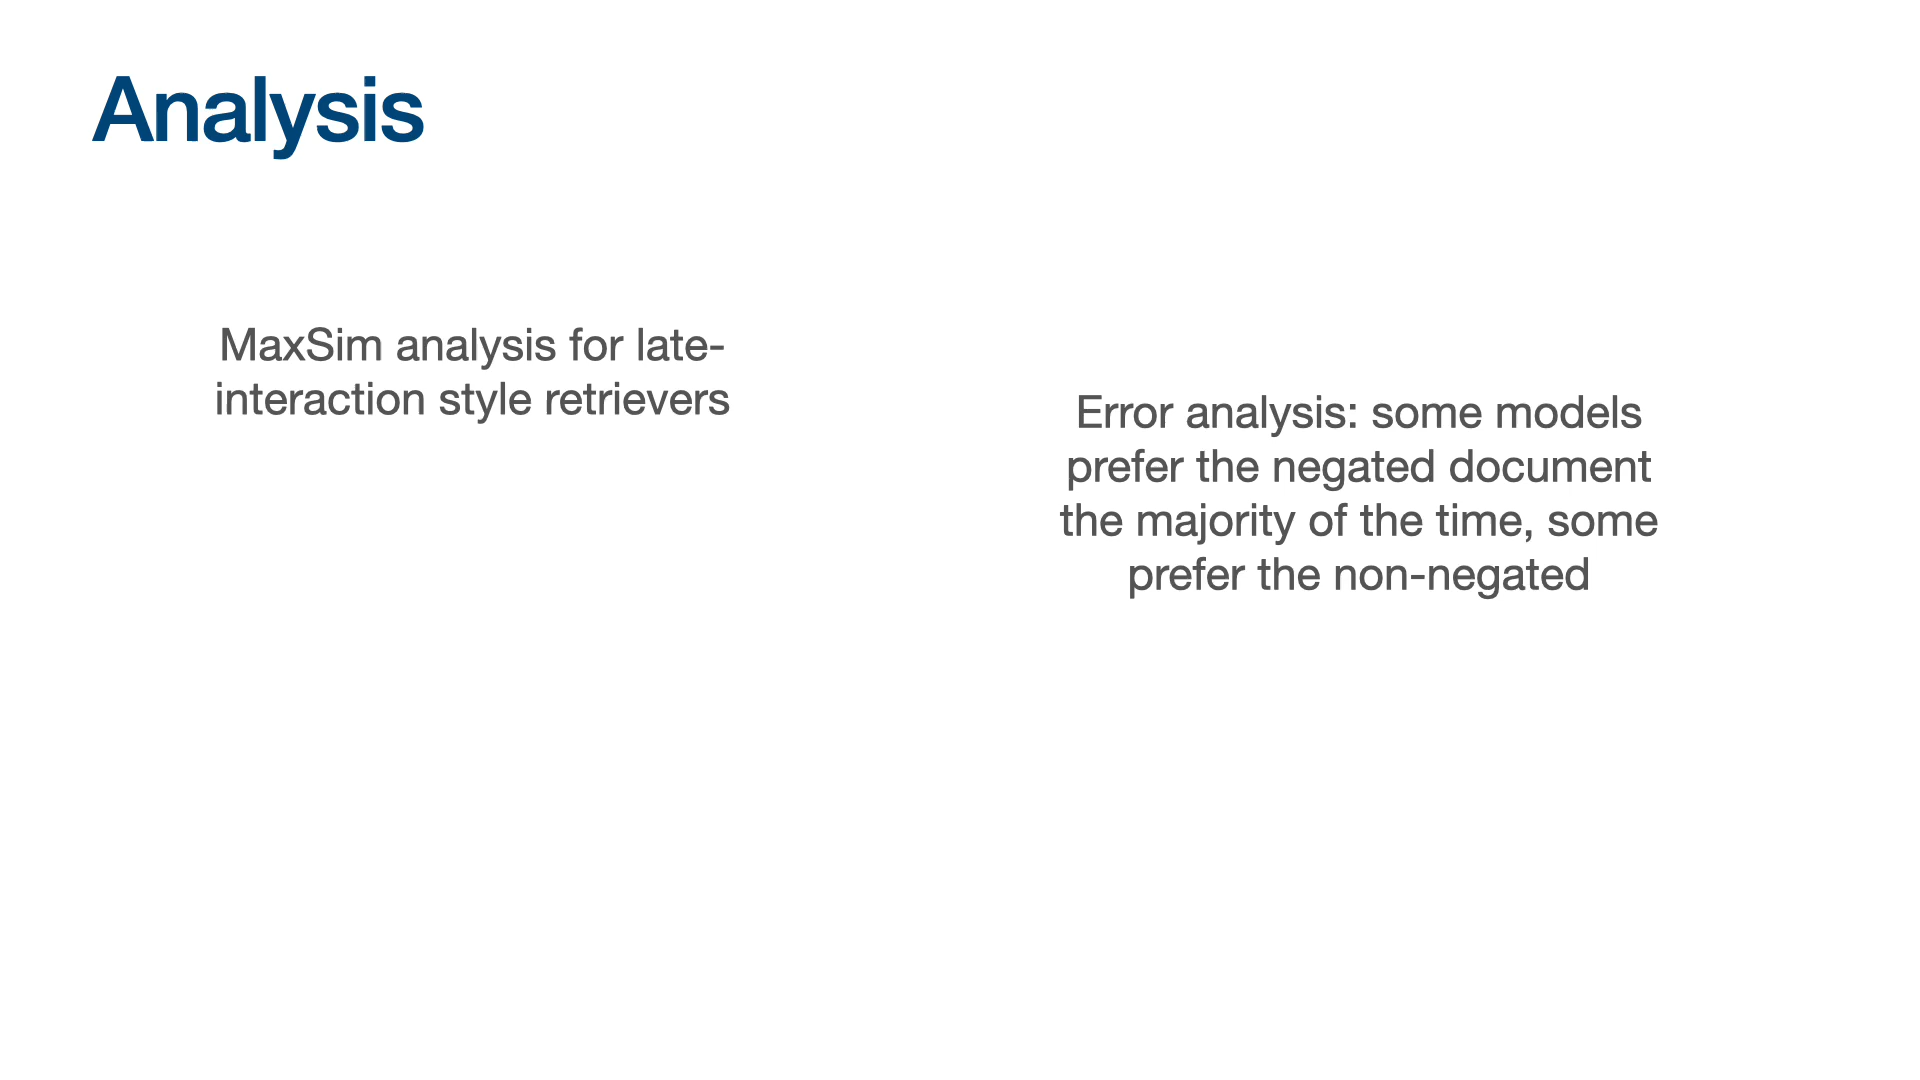 Analysis
MaxSim analysis for late-
interaction style retrievers
Error analysis: some models
prefer the negated document
the majority of the time, some
prefer the non-negated